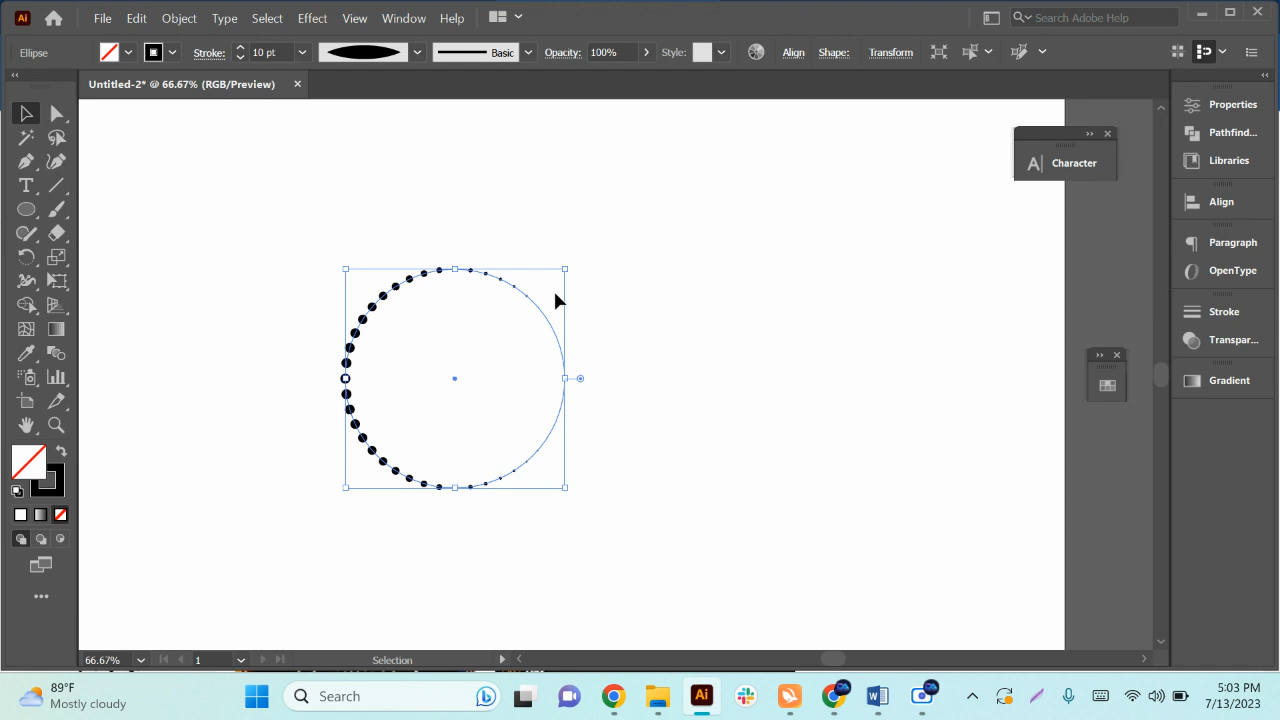 Ai File Edit Object Type Select Effect View Window Help Search Adobe Help
Ellipse Stroke: 10 pt Basic Opacity: 100% Style: Align Shape: Transform
Untitled-2* @ 66.67% (RGB/Preview)
Properties
Pathfind...
Libraries
Align
Paragraph
OpenType
Stroke
Transpar...
Gradient
A Character
66.67% 1 Selection
89°F
Mostly cloudy
Search
Ai
5:03 PM
7/13/2023